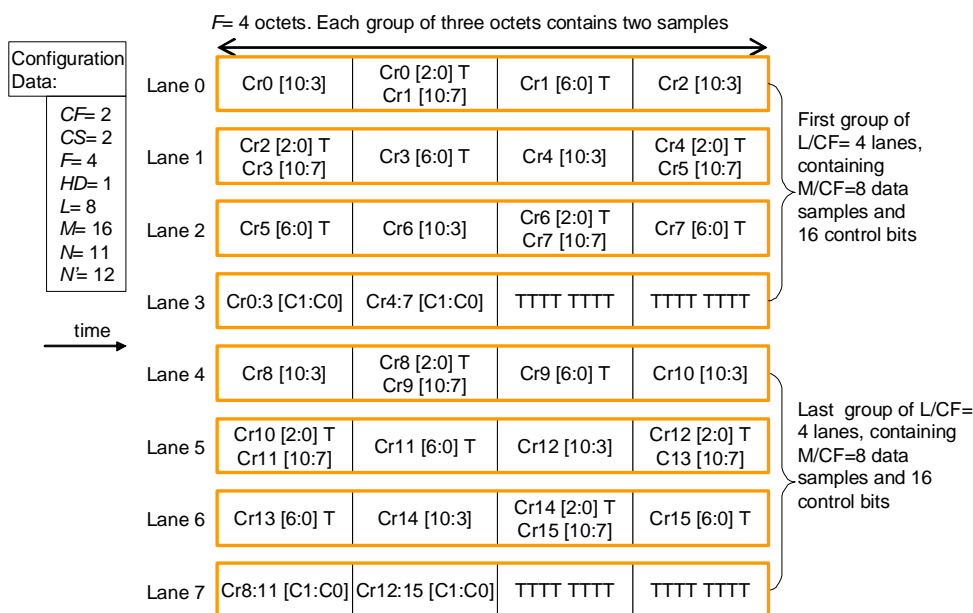 F= 4 octets. Each group of three octets contains two samples
Configuration
Data:
CF= 2
CS= 2
F= 4
HD= 1
L= 8
M= 16
N= 11
N'= 12
time
Lane 0
Cr0 [10:3]
Cr0 [2:0] T
Cr1 [10:7]
Cr1 [6:0] T
Cr2 [10:3]
Lane 1
Cr2 [2:0] T
Cr3 [10:7]
Cr3 [6:0] T
Cr4 [10:3]
Cr4 [2:0] T
Cr5 [10:7]
Lane 2
Cr5 [6:0] T
Cr6 [10:3]
Cr6 [2:0] T
Cr7 [10:7]
Cr7 [6:0] T
Lane 3
Cr0:3 [C1:C0]
Cr4:7 [C1:C0]
TTTT TTTT
TTTT TTTT
First group of
L/CF= 4 lanes,
containing
M/CF=8 data
samples and
16 control bits
Lane 4
Cr8 [10:3]
Cr8 [2:0] T
Cr9 [10:7]
Cr9 [6:0] T
Cr10 [10:3]
Lane 5
Cr10 [2:0] T
Cr11 [10:7]
Cr11 [6:0] T
Cr12 [10:3]
Cr12 [2:0] T
C13 [10:7]
Lane 6
Cr13 [6:0] T
Cr14 [10:3]
Cr14 [2:0] T
Cr15 [10:7]
Cr15 [6:0] T
Lane 7
Cr8:11 [C1:C0]
Cr12:15 [C1:C0]
TTTT TTTT
TTTT TTTT
Last group of L/CF=
4 lanes, containing
M/CF=8 data
samples and 16
control bits